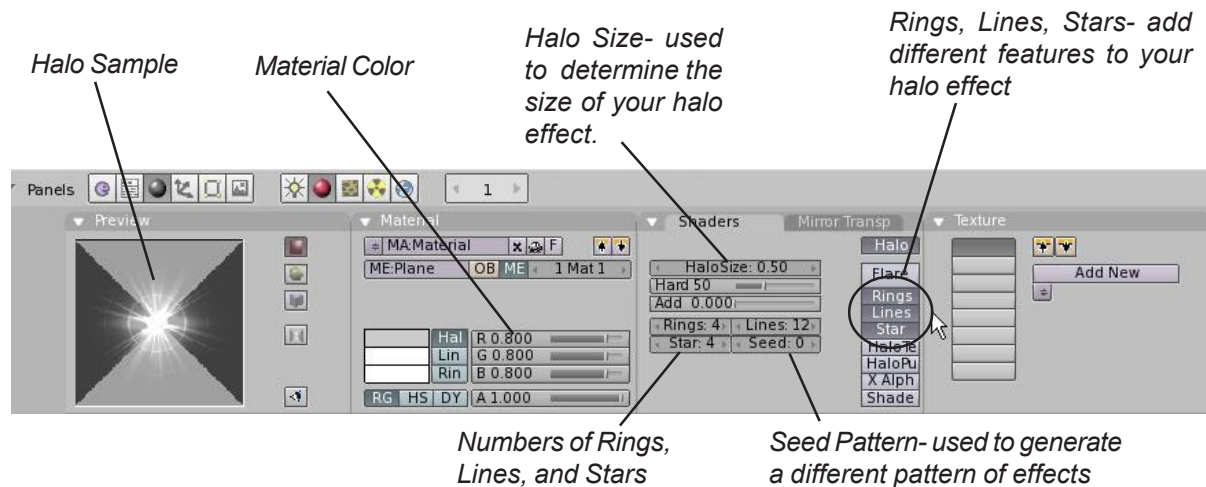 Halo Sample
Material Color
Halo Size- used
to determine the
size of your halo
effect.
Rings, Lines, Stars- add
different features to your
halo effect
Panels
1
Preview
Material
MA:Material
F
ME:Plane
OB
ME
1 Mat 1
Hal
R 0.800
Lin
G 0.800
Rin
B 0.800
RG
HS
DY
A 1.000
Shaders
Mirror Transp
HaloSize: 0.50
Hard 50
Add 0.000
Rings: 4
Lines: 12
Star: 4
Seed: 0
Halo
Flare
Rings
Lines
Star
HaloTe
HaloPu
X Alph
Shade
Texture
Add New
Numbers of Rings,
Lines, and Stars
Seed Pattern- used to generate
a different pattern of effects